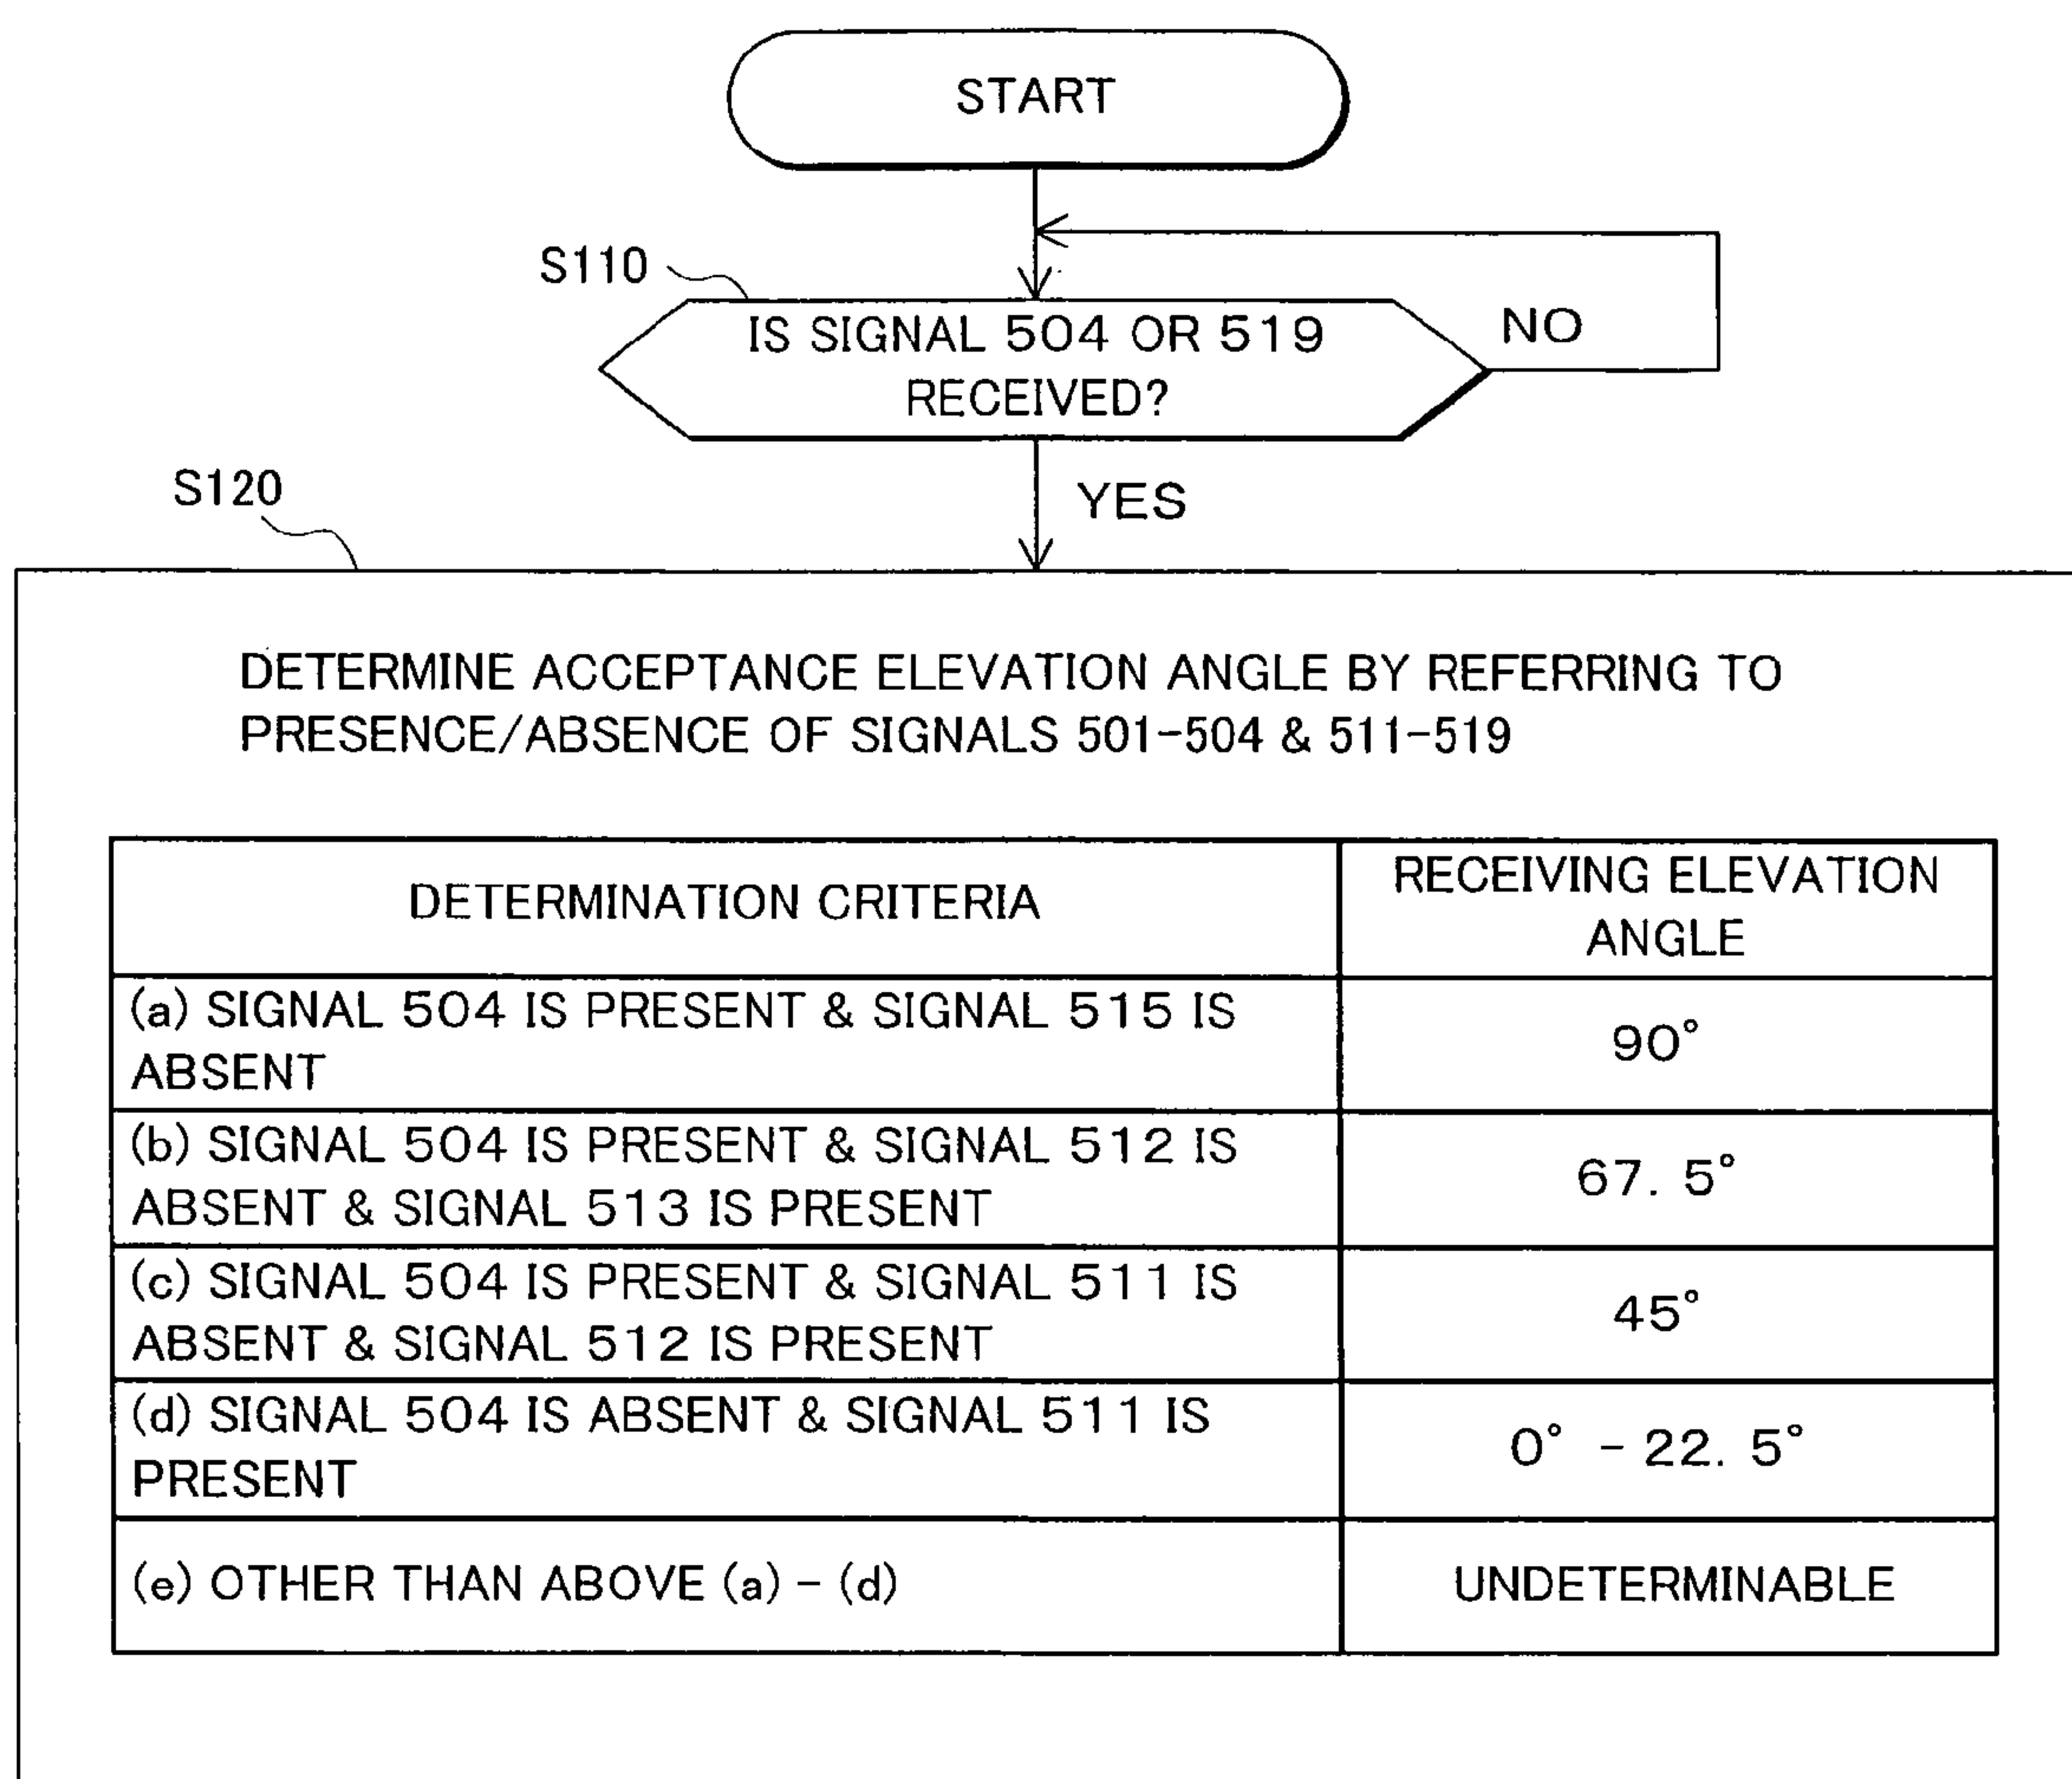 START
S110
IS SIGNAL 504 OR 519
RECEIVED?
NO
S120
YES
DETERMINE ACCEPTANCE ELEVATION ANGLE BY REFERRING TO
PRESENCE/ABSENCE OF SIGNALS 501-504 & 511-519
DETERMINATION CRITERIA
RECEIVING ELEVATION
ANGLE
(a) SIGNAL 504 IS PRESENT & SIGNAL 515 IS
ABSENT
90°
(b) SIGNAL 504 IS PRESENT & SIGNAL 512 IS
ABSENT & SIGNAL 513 IS PRESENT
67. 5°
(c) SIGNAL 504 IS PRESENT & SIGNAL 511 IS
ABSENT & SIGNAL 512 IS PRESENT
45°
(d) SIGNAL 504 IS ABSENT & SIGNAL 511 IS
PRESENT
0° - 22. 5°
(e) OTHER THAN ABOVE (a) - (d)
UNDETERMINABLE